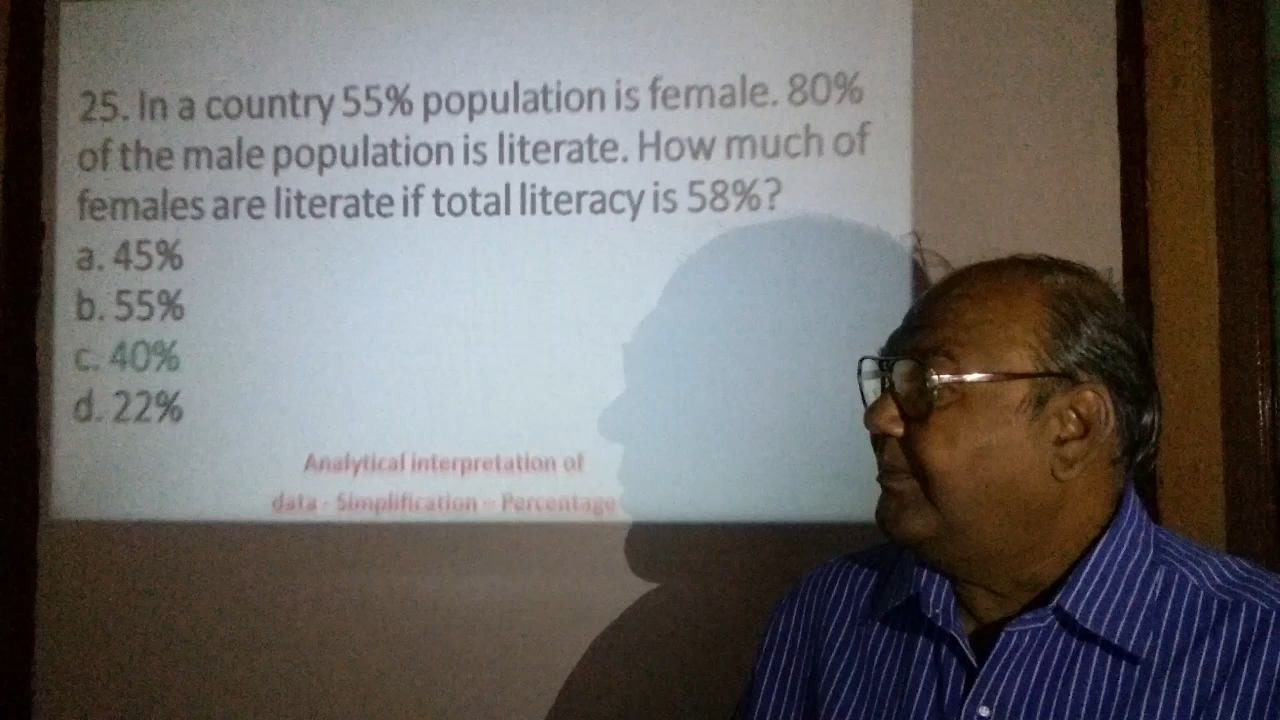 25. In a country 55% population is female. 80%
of the male population is literate. How much of
females are literate if total literacy is 58%?
a. 45%
b. 55%
c. 40%
d. 22%
Analytical interpretation of
data - Simplification – Percentage